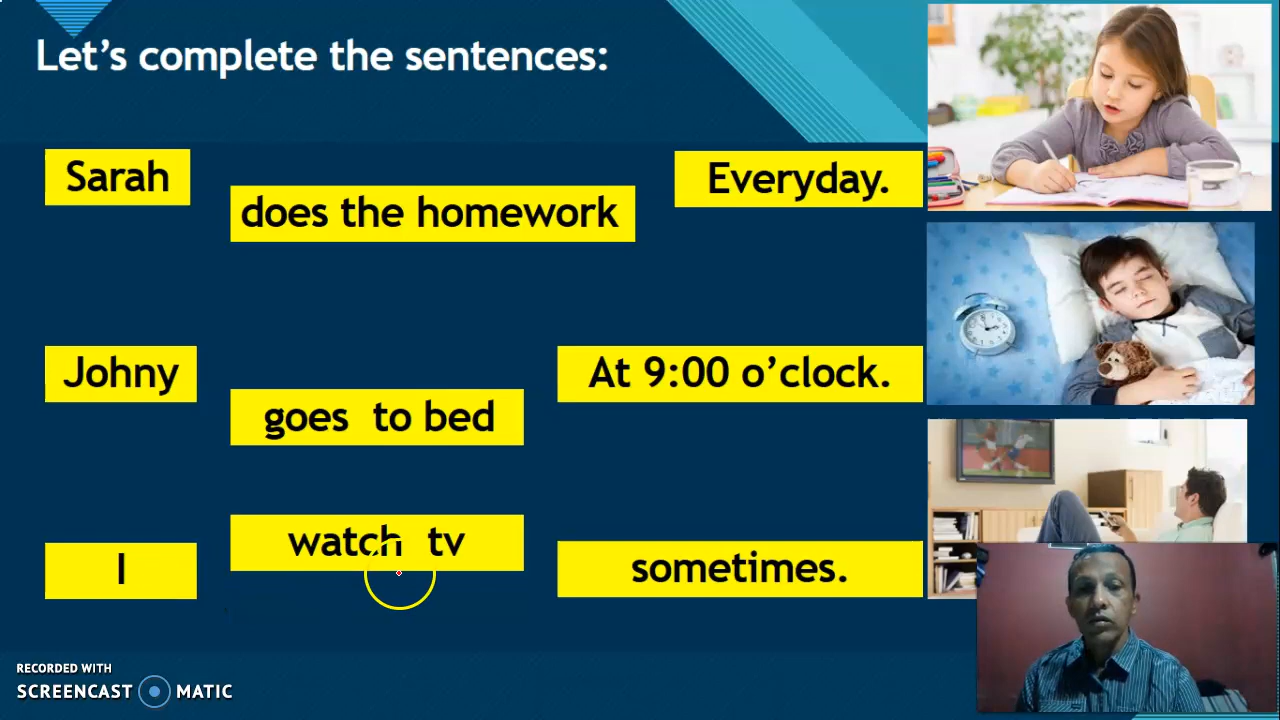 Let's complete the sentences:
Sarah
does the homework
Everyday.
Johny
goes to bed
At 9:00 o'clock.
I
watch tv
sometimes.
RECORDED WITH
SCREENCAST MATIC